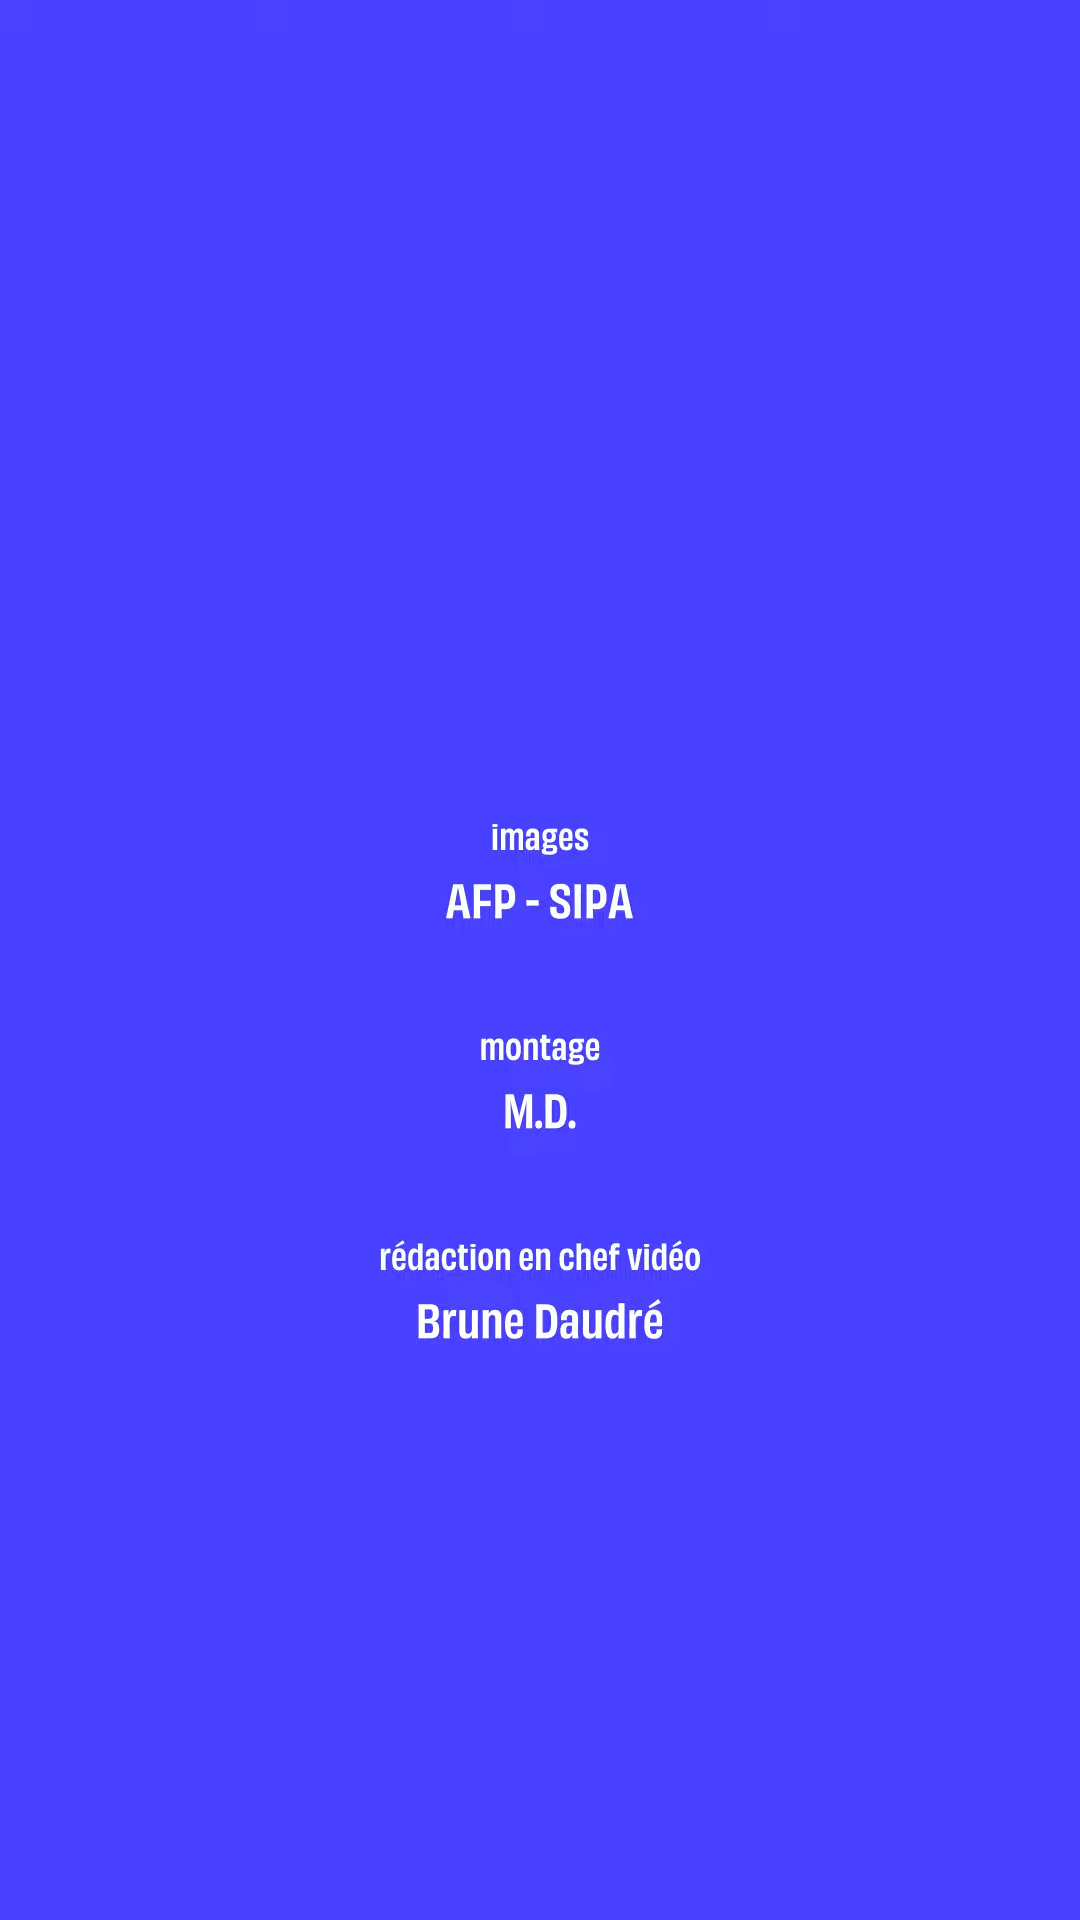 images
AFP - SIPA
montage
M.D.
rédaction en chef vidéo
Brune Daudré